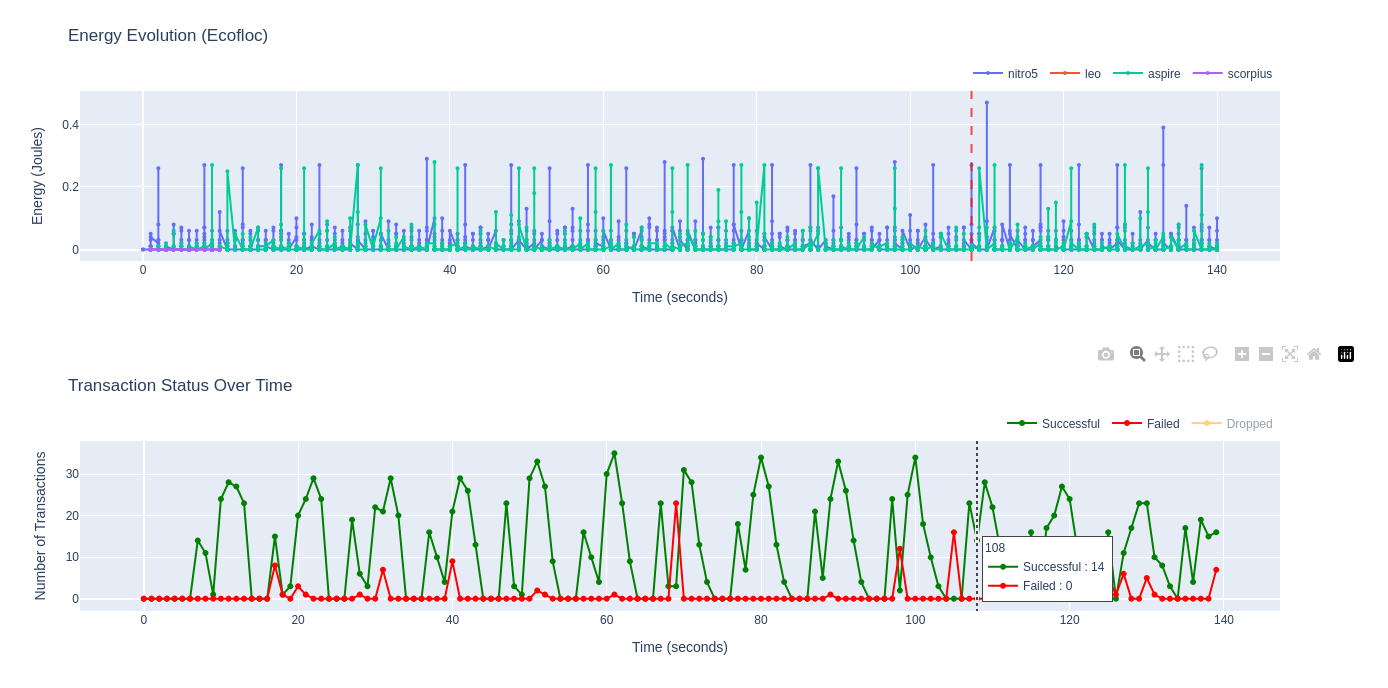 Energy Evolution (Ecofloc)
nitro5 leo aspire scorpius
Energy (Joules)
0.4
0.2
0
0 20 40 60 80 100 120 140
Time (seconds)
Transaction Status Over Time
Successful Failed Dropped
Number of Transactions
30
20
10
0
108
Successful : 14
Failed : 0
0 20 40 60 80 100 120 140
Time (seconds)